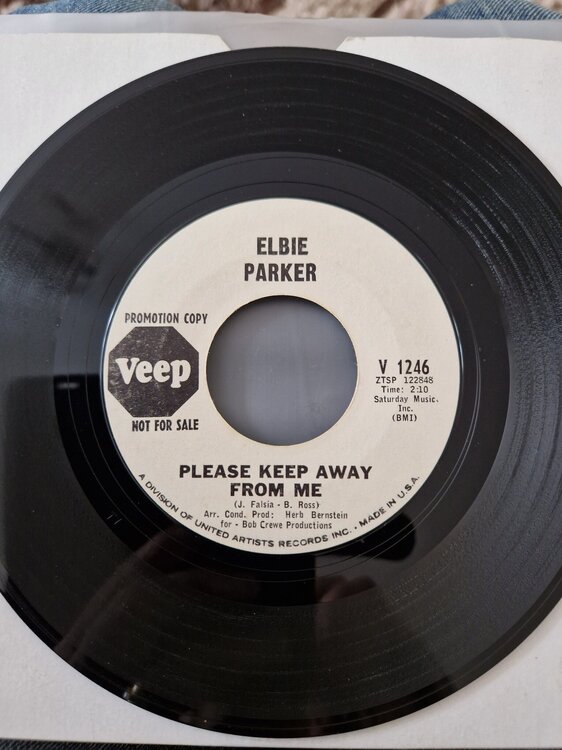 ELBIE
PARKER
PROMOTION COPY
Veep
NOT FOR SALE
V 1246
ZTSP 122848
Time: 2:10
Saturday Music,
Inc.
(BMI)
PLEASE KEEP AWAY
FROM ME
(J. Falsia - B. Ross)
Arr. Cond. Prod: Herb Bernstein
for - Bob Crewe Productions
A DIVISION OF UNITED ARTISTS RECORDS INC. · MADE IN U.S.A.